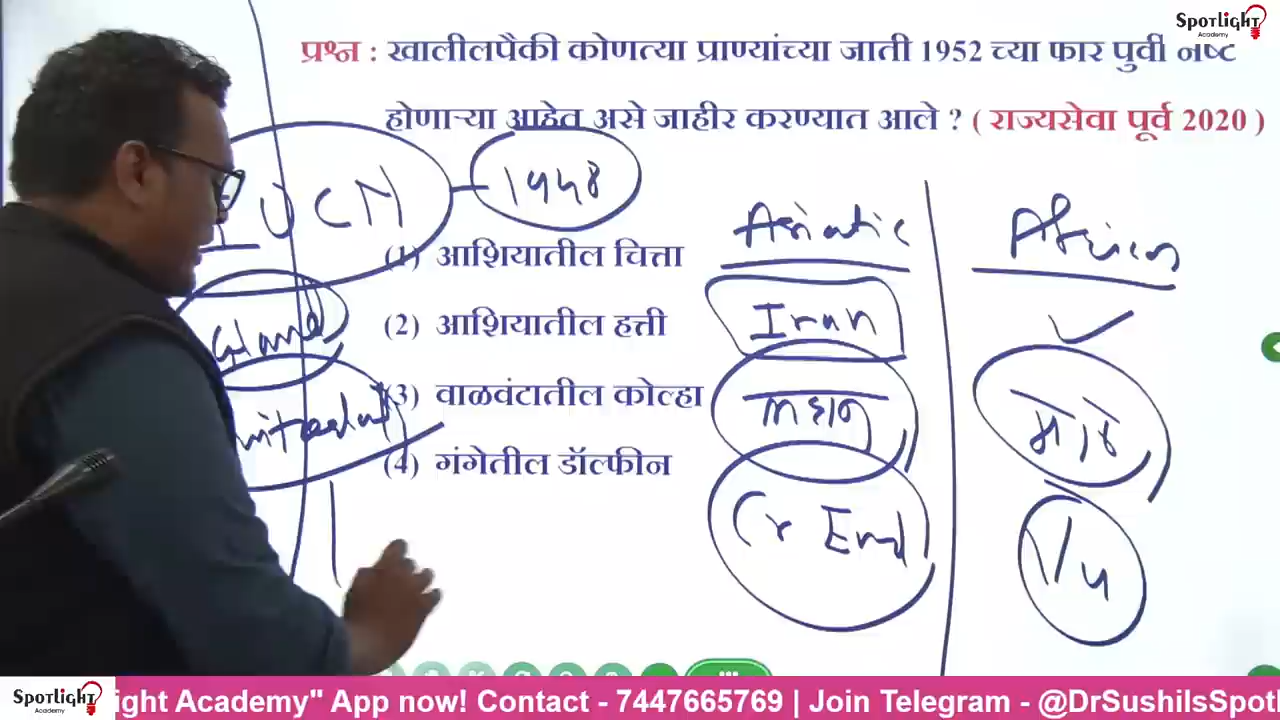 Spotlight
Academy
प्रश्न : खालीलपैकी कोणत्या प्राण्यांच्या जाती 1952 च्या फार पुर्वी नष्ट
होणाऱ्या आहेत असे जाहीर करण्यात आले ? ( राज्यसेवा पूर्व 2020 )
IUCN - 1948
Asiatic
(1) आशियातील चित्ता
Gland
Iran
(2) आशियातील हत्ती
(3) वाळवंटातील कोल्हा
लहान
(4) गंगेतील डॉल्फीन
Cr End
Spotlight
Academy
ight Academy" App now! Contact - 7447665769 | Join Telegram - @DrSushilsSpotl